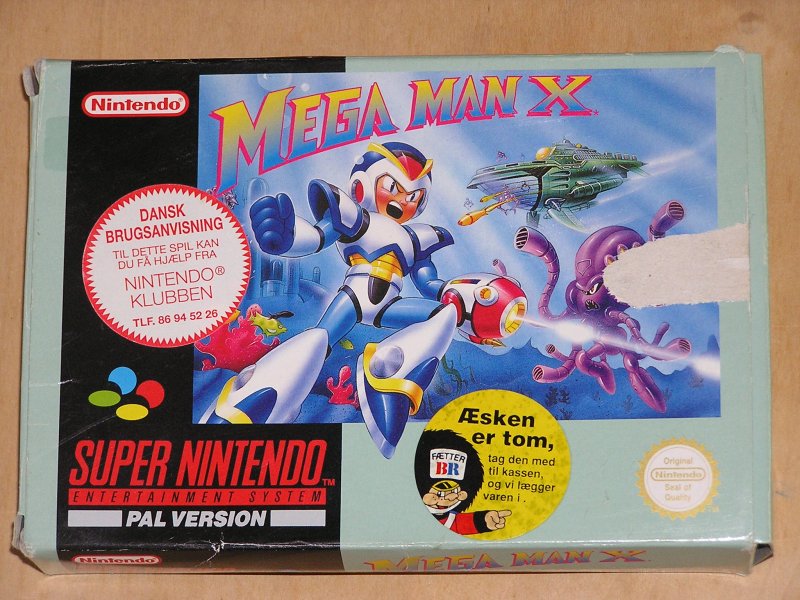 Nintendo®
MEGA MAN X
DANSK
BRUGSANVISNING
TIL DETTE SPIL KAN
DU FÅ HJÆLP FRA
NINTENDO®
KLUBBEN
TLF. 86 94 52 26
SUPER NINTENDO™
ENTERTAINMENT SYSTEM
PAL VERSION
Æsken
er tom,
tag den med
til kassen,
og vi lægger
varen i .
FÆTTER
BR
Original
Nintendo
Seal of
Quality
Nintendo
MEGA MAN X